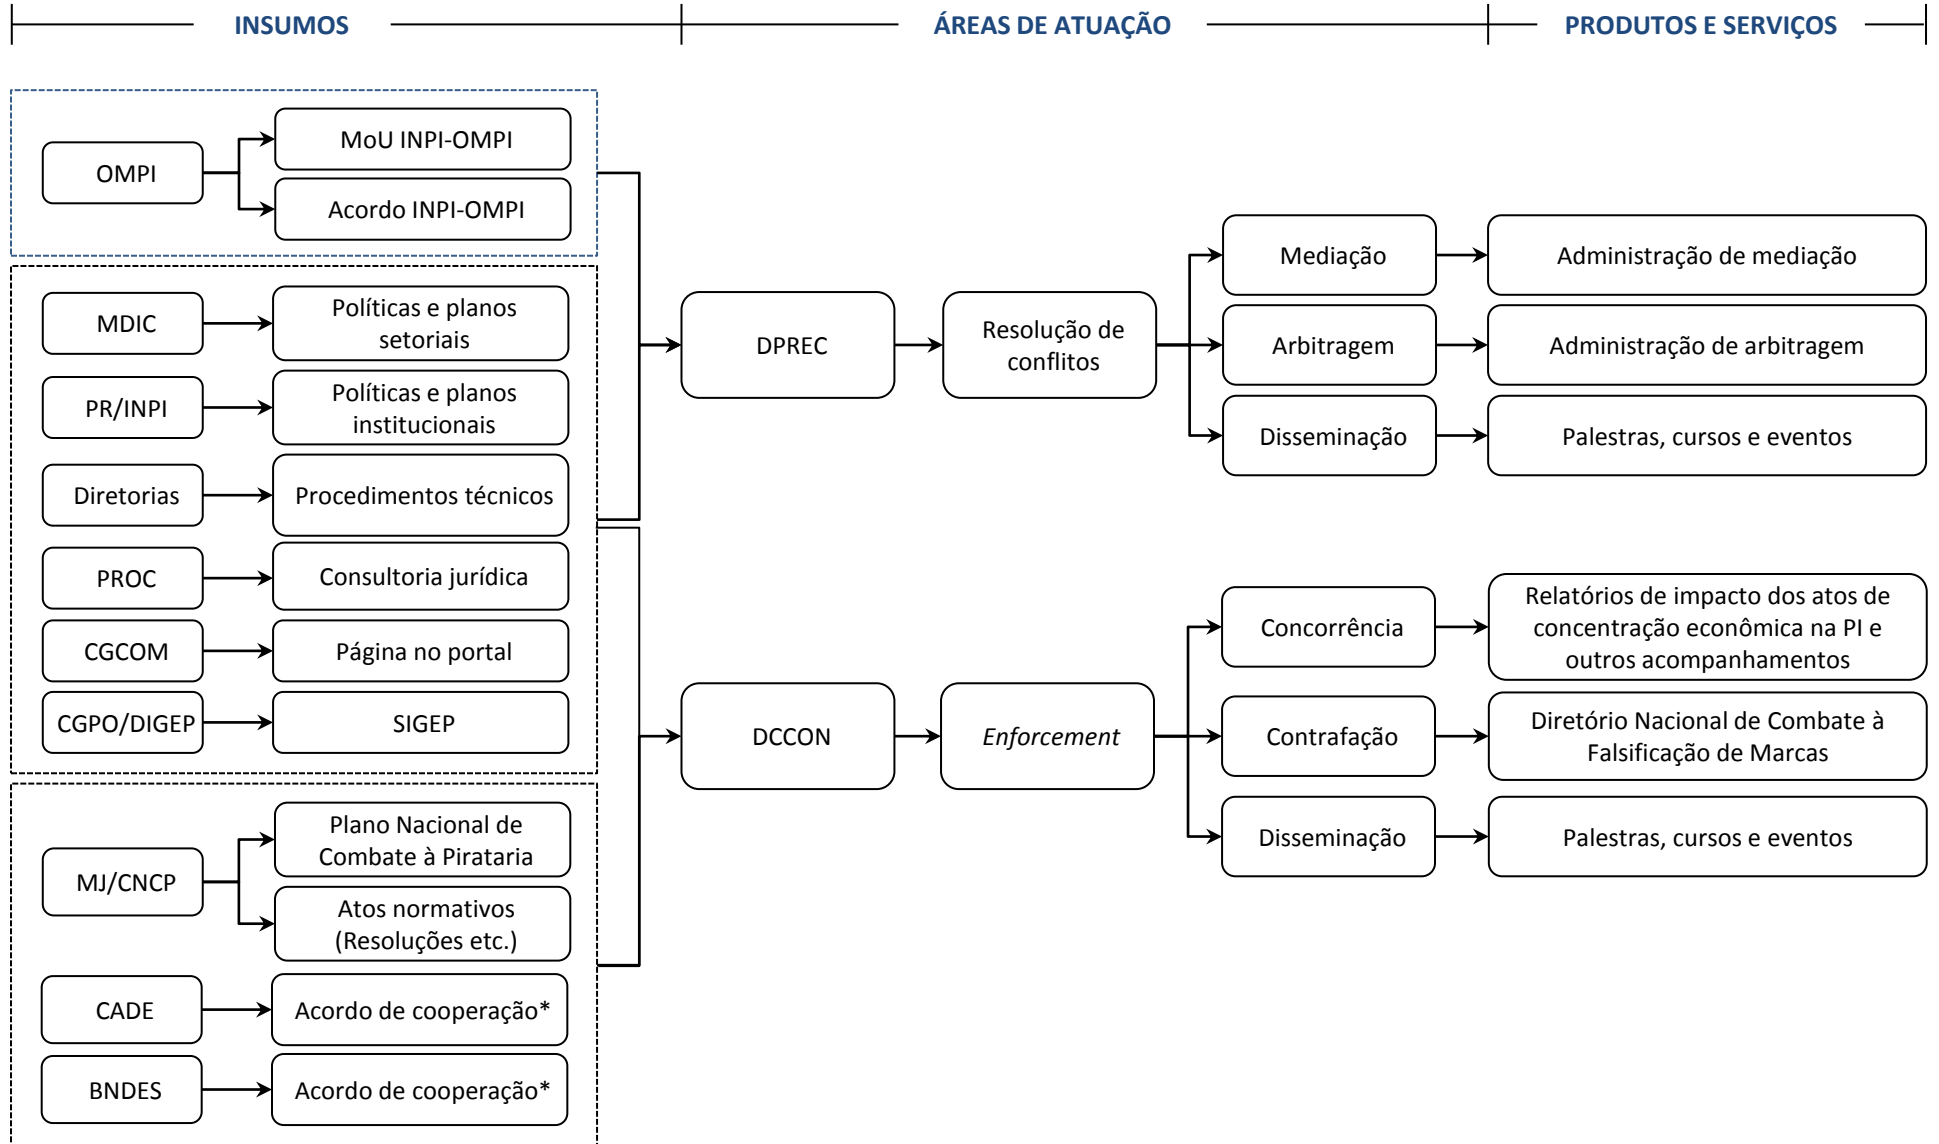 INSUMOS
ÁREAS DE ATUAÇÃO
PRODUTOS E SERVIÇOS
OMPI
MoU INPI-OMPI
Acordo INPI-OMPI
MDIC
Políticas e planos
setoriais
PR/INPI
Políticas e planos
institucionais
Diretorias
Procedimentos técnicos
PROC
Consultoria jurídica
CGCOM
Página no portal
CGPO/DIGEP
SIGEP
MJ/CNCP
Plano Nacional de
Combate à Pirataria
Atos normativos
(Resoluções etc.)
CADE
Acordo de cooperação*
BNDES
Acordo de cooperação*
DPREC
Resolução de
conflitos
Mediação
Administração de mediação
Arbitragem
Administração de arbitragem
Disseminação
Palestras, cursos e eventos
DCCON
Enforcement
Concorrência
Relatórios de impacto dos atos de
concentração econômica na PI e
outros acompanhamentos
Contrafação
Diretório Nacional de Combate à
Falsificação de Marcas
Disseminação
Palestras, cursos e eventos